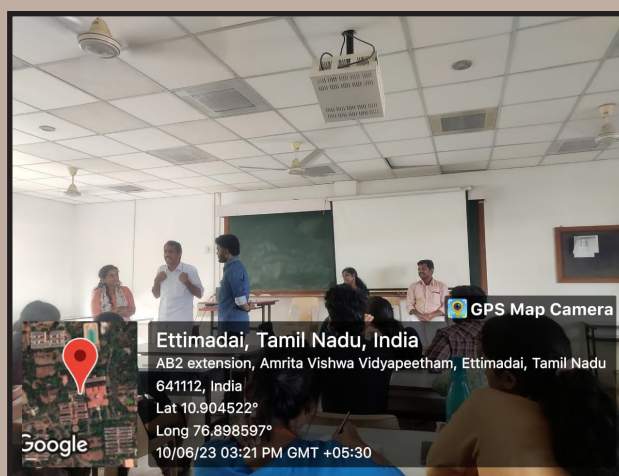 GPS Map Camera
Ettimadai, Tamil Nadu, India
AB2 extension, Amrita Vishwa Vidyapeetham, Ettimadai, Tamil Nadu
641112, India
Lat 10.904522°
Long 76.898597°
10/06/23 03:21 PM GMT +05:30
Google